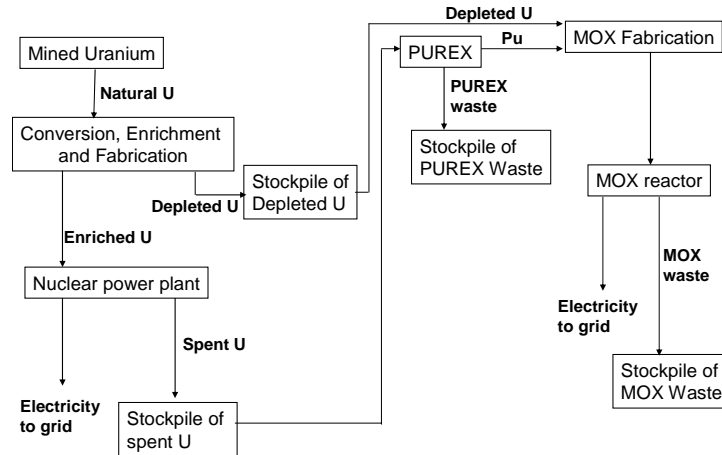 Depleted U
Mined Uranium
PUREX
Pu
MOX Fabrication
Natural U
PUREX
waste
Conversion, Enrichment
and Fabrication
Stockpile of
PUREX Waste
Stockpile of
Depleted U
MOX reactor
Depleted U
Enriched U
MOX
waste
Nuclear power plant
Electricity
to grid
Spent U
Stockpile of
MOX Waste
Electricity
to grid
Stockpile of
spent U